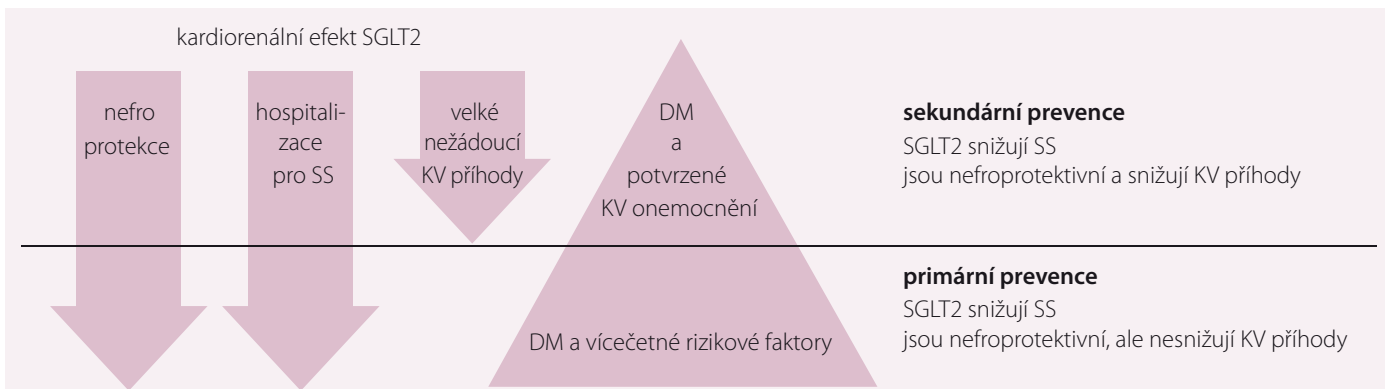 kardiorenální efekt SGLT2
nefro
protekce
hospitali-
zace
pro SS
velké
nežádoucí
KV příhody
DM
a
potvrzené
KV onemocnění
sekundární prevence
SGLT2 snižují SS
jsou nefroprotektivní a snižují KV příhody
DM a vícečetné rizikové faktory
primární prevence
SGLT2 snižují SS
jsou nefroprotektivní, ale nesnižují KV příhody